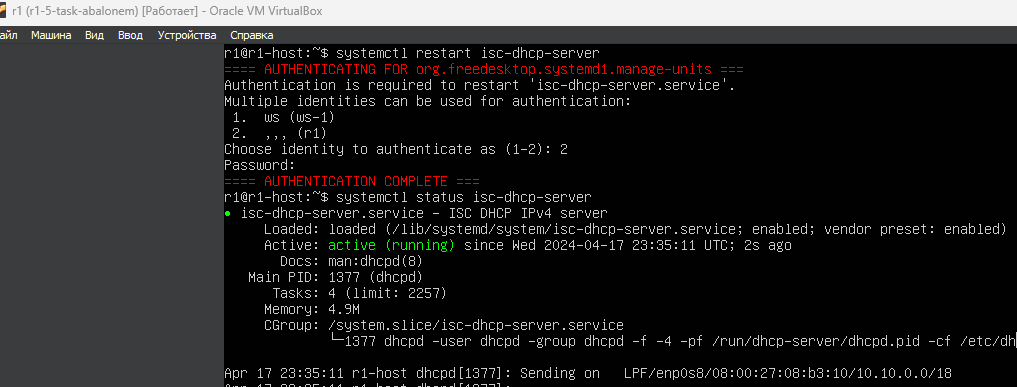 r1 (r1-5-task-abalonem) [Работает] - Oracle VM VirtualBox
айл Машина Вид Ввод Устройства Справка
r1@r1-host:~$ systemctl restart isc-dhcp-server
==== AUTHENTICATING FOR org.freedesktop.systemd1.manage-units ===
Authentication is required to restart 'isc-dhcp-server.service'.
Multiple identities can be used for authentication:
 1.  ws (ws-1)
 2.  ,,, (r1)
Choose identity to authenticate as (1-2): 2
Password:
==== AUTHENTICATION COMPLETE ===
r1@r1-host:~$ systemctl status isc-dhcp-server
● isc-dhcp-server.service - ISC DHCP IPv4 server
     Loaded: loaded (/lib/systemd/system/isc-dhcp-server.service; enabled; vendor preset: enabled)
     Active: active (running) since Wed 2024-04-17 23:35:11 UTC; 2s ago
       Docs: man:dhcpd(8)
   Main PID: 1377 (dhcpd)
      Tasks: 4 (limit: 2257)
     Memory: 4.9M
     CGroup: /system.slice/isc-dhcp-server.service
             └─1377 dhcpd -user dhcpd -group dhcpd -f -4 -pf /run/dhcp-server/dhcpd.pid -cf /etc/dh
Apr 17 23:35:11 r1-host dhcpd[1377]: Sending on   LPF/enp0s8/08:00:27:08:b3:10/10.10.0.0/18